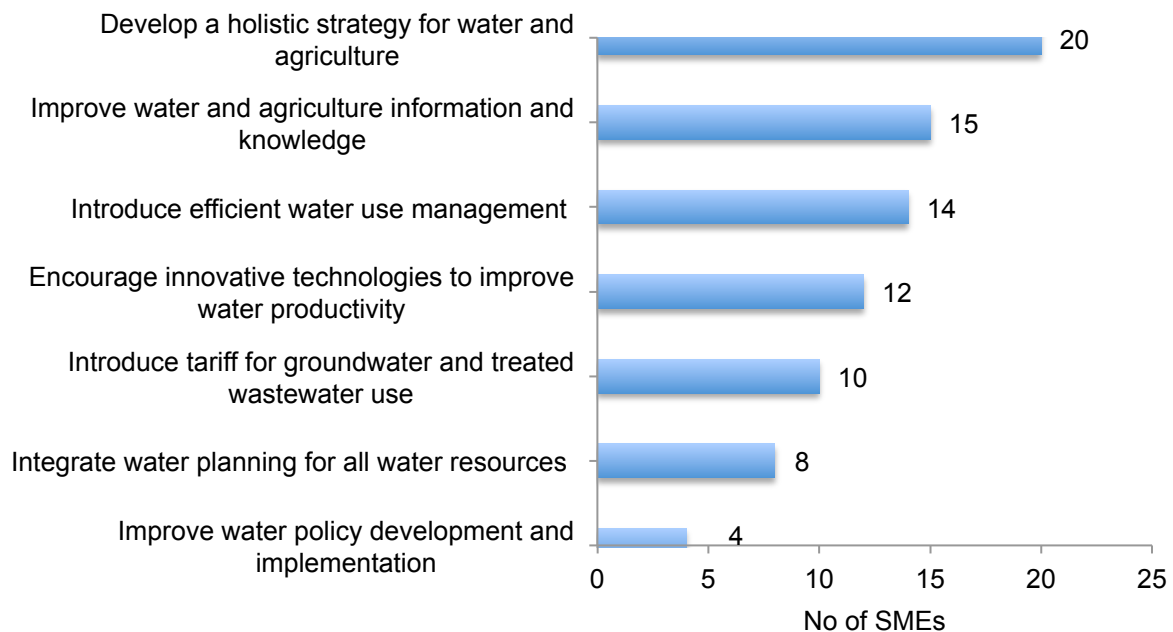 Develop a holistic strategy for water and
agriculture
20
Improve water and agriculture information and
knowledge
15
Introduce efficient water use management
14
Encourage innovative technologies to improve
water productivity
12
Introduce tariff for groundwater and treated
wastewater use
10
Integrate water planning for all water resources
8
Improve water policy development and
implementation
4
0 5 10 15 20 25
No of SMEs